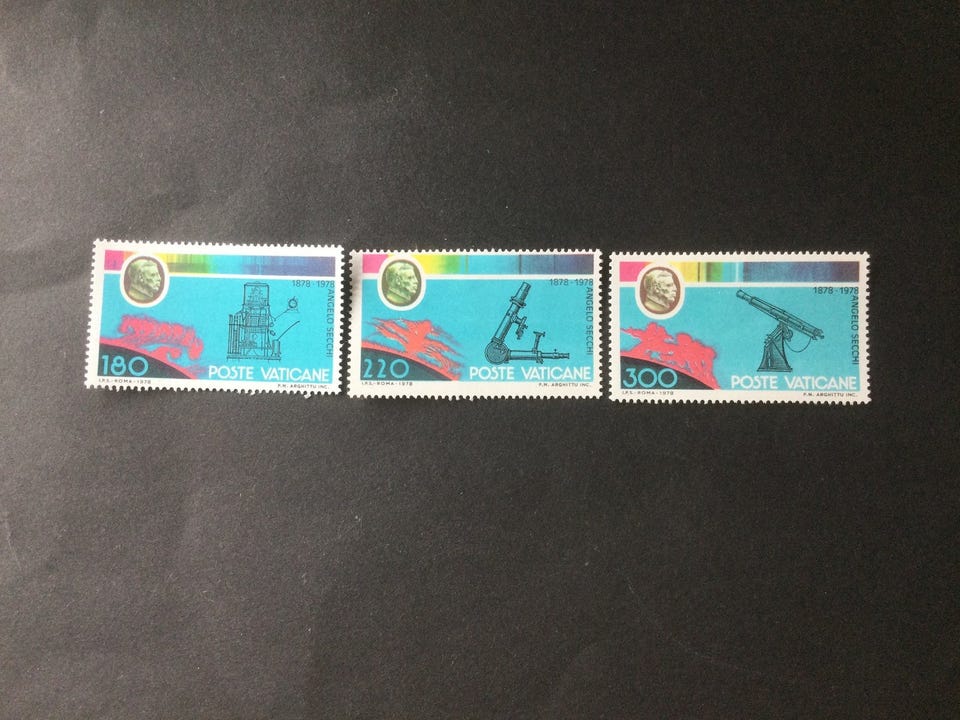 1878-1978
ANGELO SECCHI
180
POSTE VATICANE
I.P.S.-ROMA-1978
P.N. ARGHITTU INC.
1878-1978
ANGELO SECCHI
220
POSTE VATICANE
I.P.S.-ROMA-1978
P.N. ARGHITTU INC.
1878-1978
ANGELO SECCHI
300
POSTE VATICANE
I.P.S.-ROMA-1978
P.N. ARGHITTU INC.